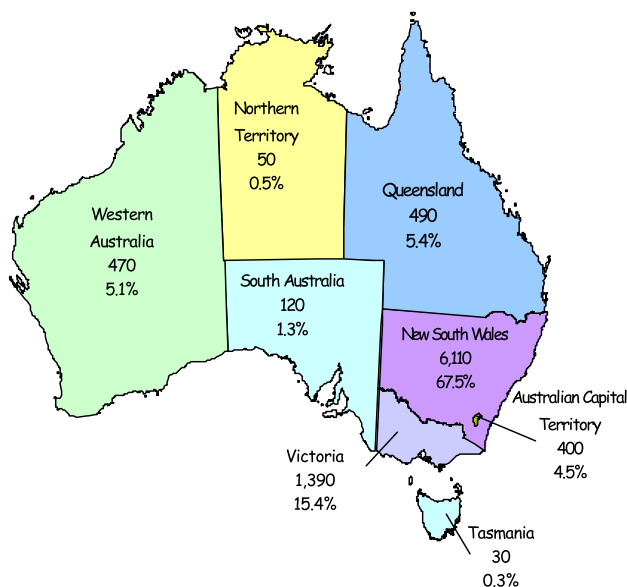 Northern
Territory
50
0.5%
Queensland
490
5.4%
Western
Australia
470
5.1%
South Australia
120
1.3%
New South Wales
6,110
67.5%
Australian Capital
Territory
400
4.5%
Victoria
1,390
15.4%
Tasmania
30
0.3%